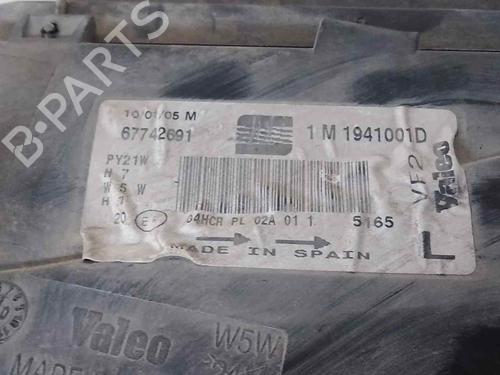 10/01/05 M
67742691
1 M 1941001D
PY21W
H 7
W 5 W
H 1
20
04HCR PL 02A 01 1
5165
MADE IN SPAIN
VF2
Valeo
L
Valeo
W5W
MADE
B-PARTS